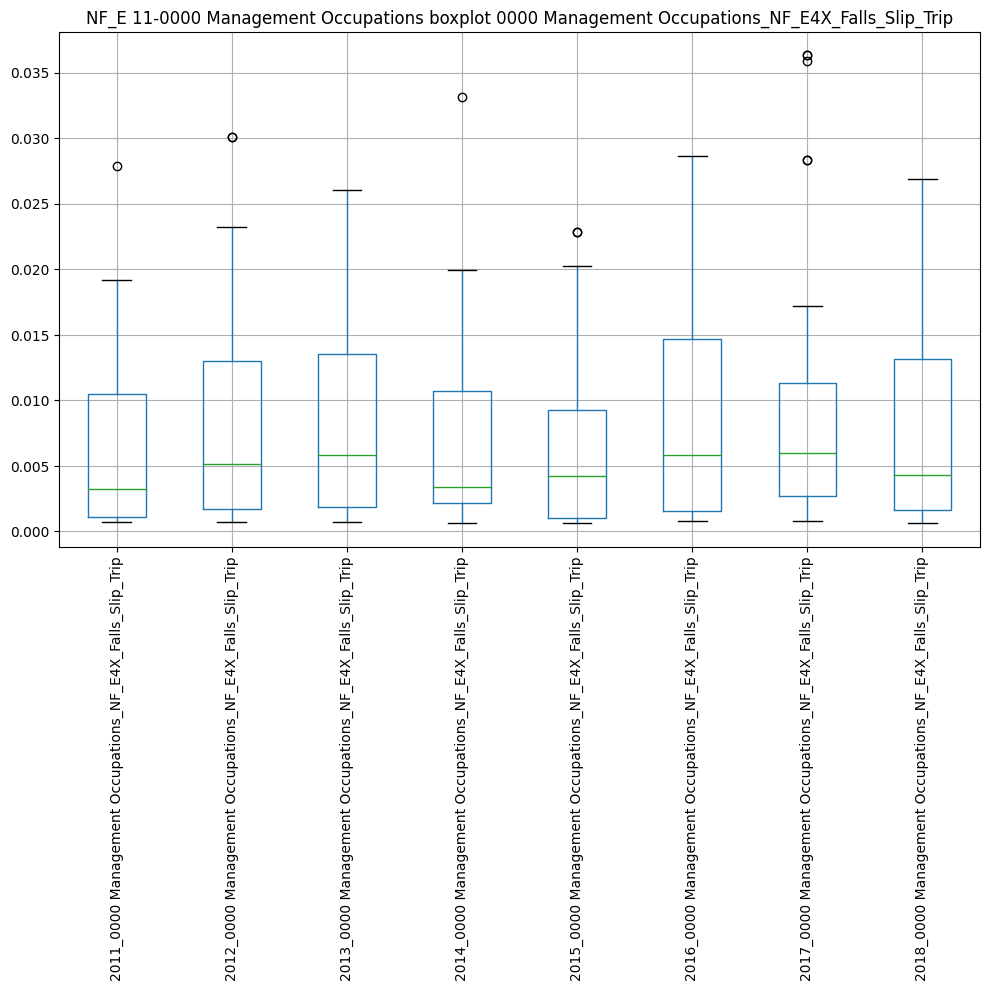 NF_E 11-0000 Management Occupations boxplot 0000 Management Occupations_NF_E4X_Falls_Slip_Trip
0.035
0.030
0.025
0.020
0.015
0.010
0.005
0.000
2011_0000 Management Occupations_NF_E4X_Falls_Slip_Trip
2012_0000 Management Occupations_NF_E4X_Falls_Slip_Trip
2013_0000 Management Occupations_NF_E4X_Falls_Slip_Trip
2014_0000 Management Occupations_NF_E4X_Falls_Slip_Trip
2015_0000 Management Occupations_NF_E4X_Falls_Slip_Trip
2016_0000 Management Occupations_NF_E4X_Falls_Slip_Trip
2017_0000 Management Occupations_NF_E4X_Falls_Slip_Trip
2018_0000 Management Occupations_NF_E4X_Falls_Slip_Trip